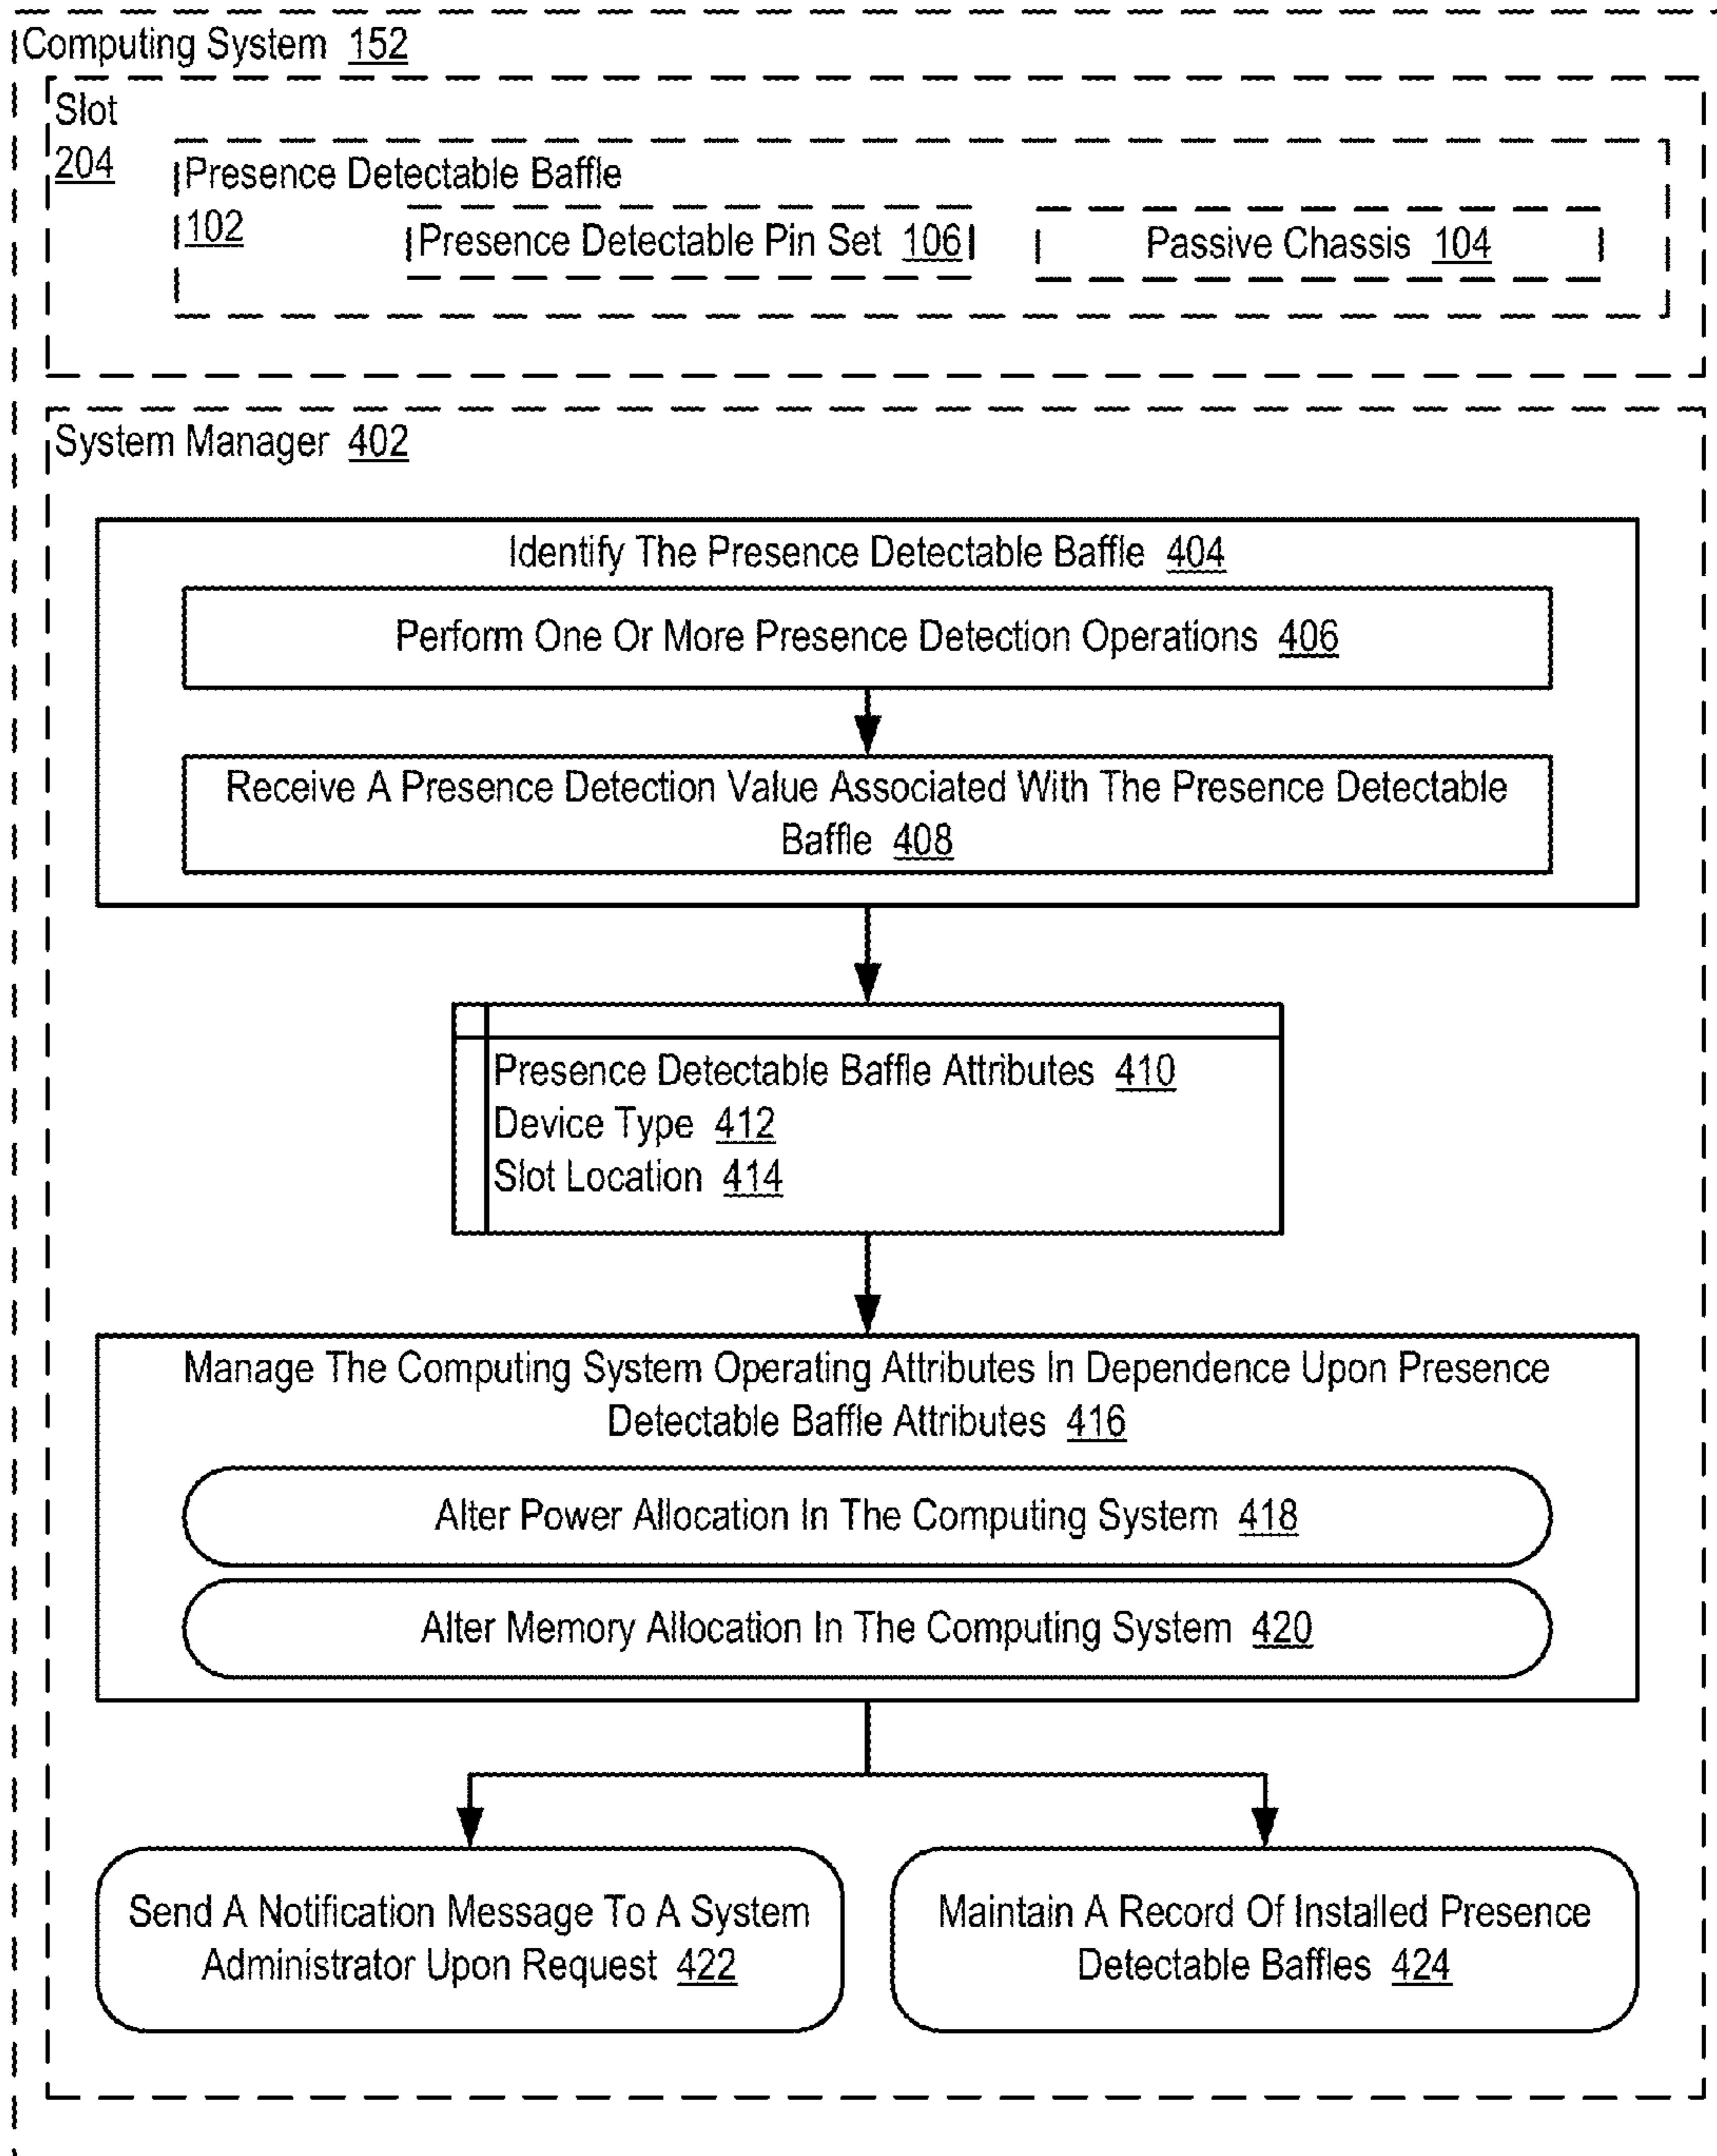 Computing System 152
Slot
204
Presence Detectable Baffle
102
Presence Detectable Pin Set 106
Passive Chassis 104
System Manager 402
Identify The Presence Detectable Baffle 404
Perform One Or More Presence Detection Operations 406
Receive A Presence Detection Value Associated With The Presence Detectable
Baffle 408
Presence Detectable Baffle Attributes 410
Device Type 412
Slot Location 414
Manage The Computing System Operating Attributes In Dependence Upon Presence
Detectable Baffle Attributes 416
Alter Power Allocation In The Computing System 418
Alter Memory Allocation In The Computing System 420
Send A Notification Message To A System
Administrator Upon Request 422
Maintain A Record Of Installed Presence
Detectable Baffles 424